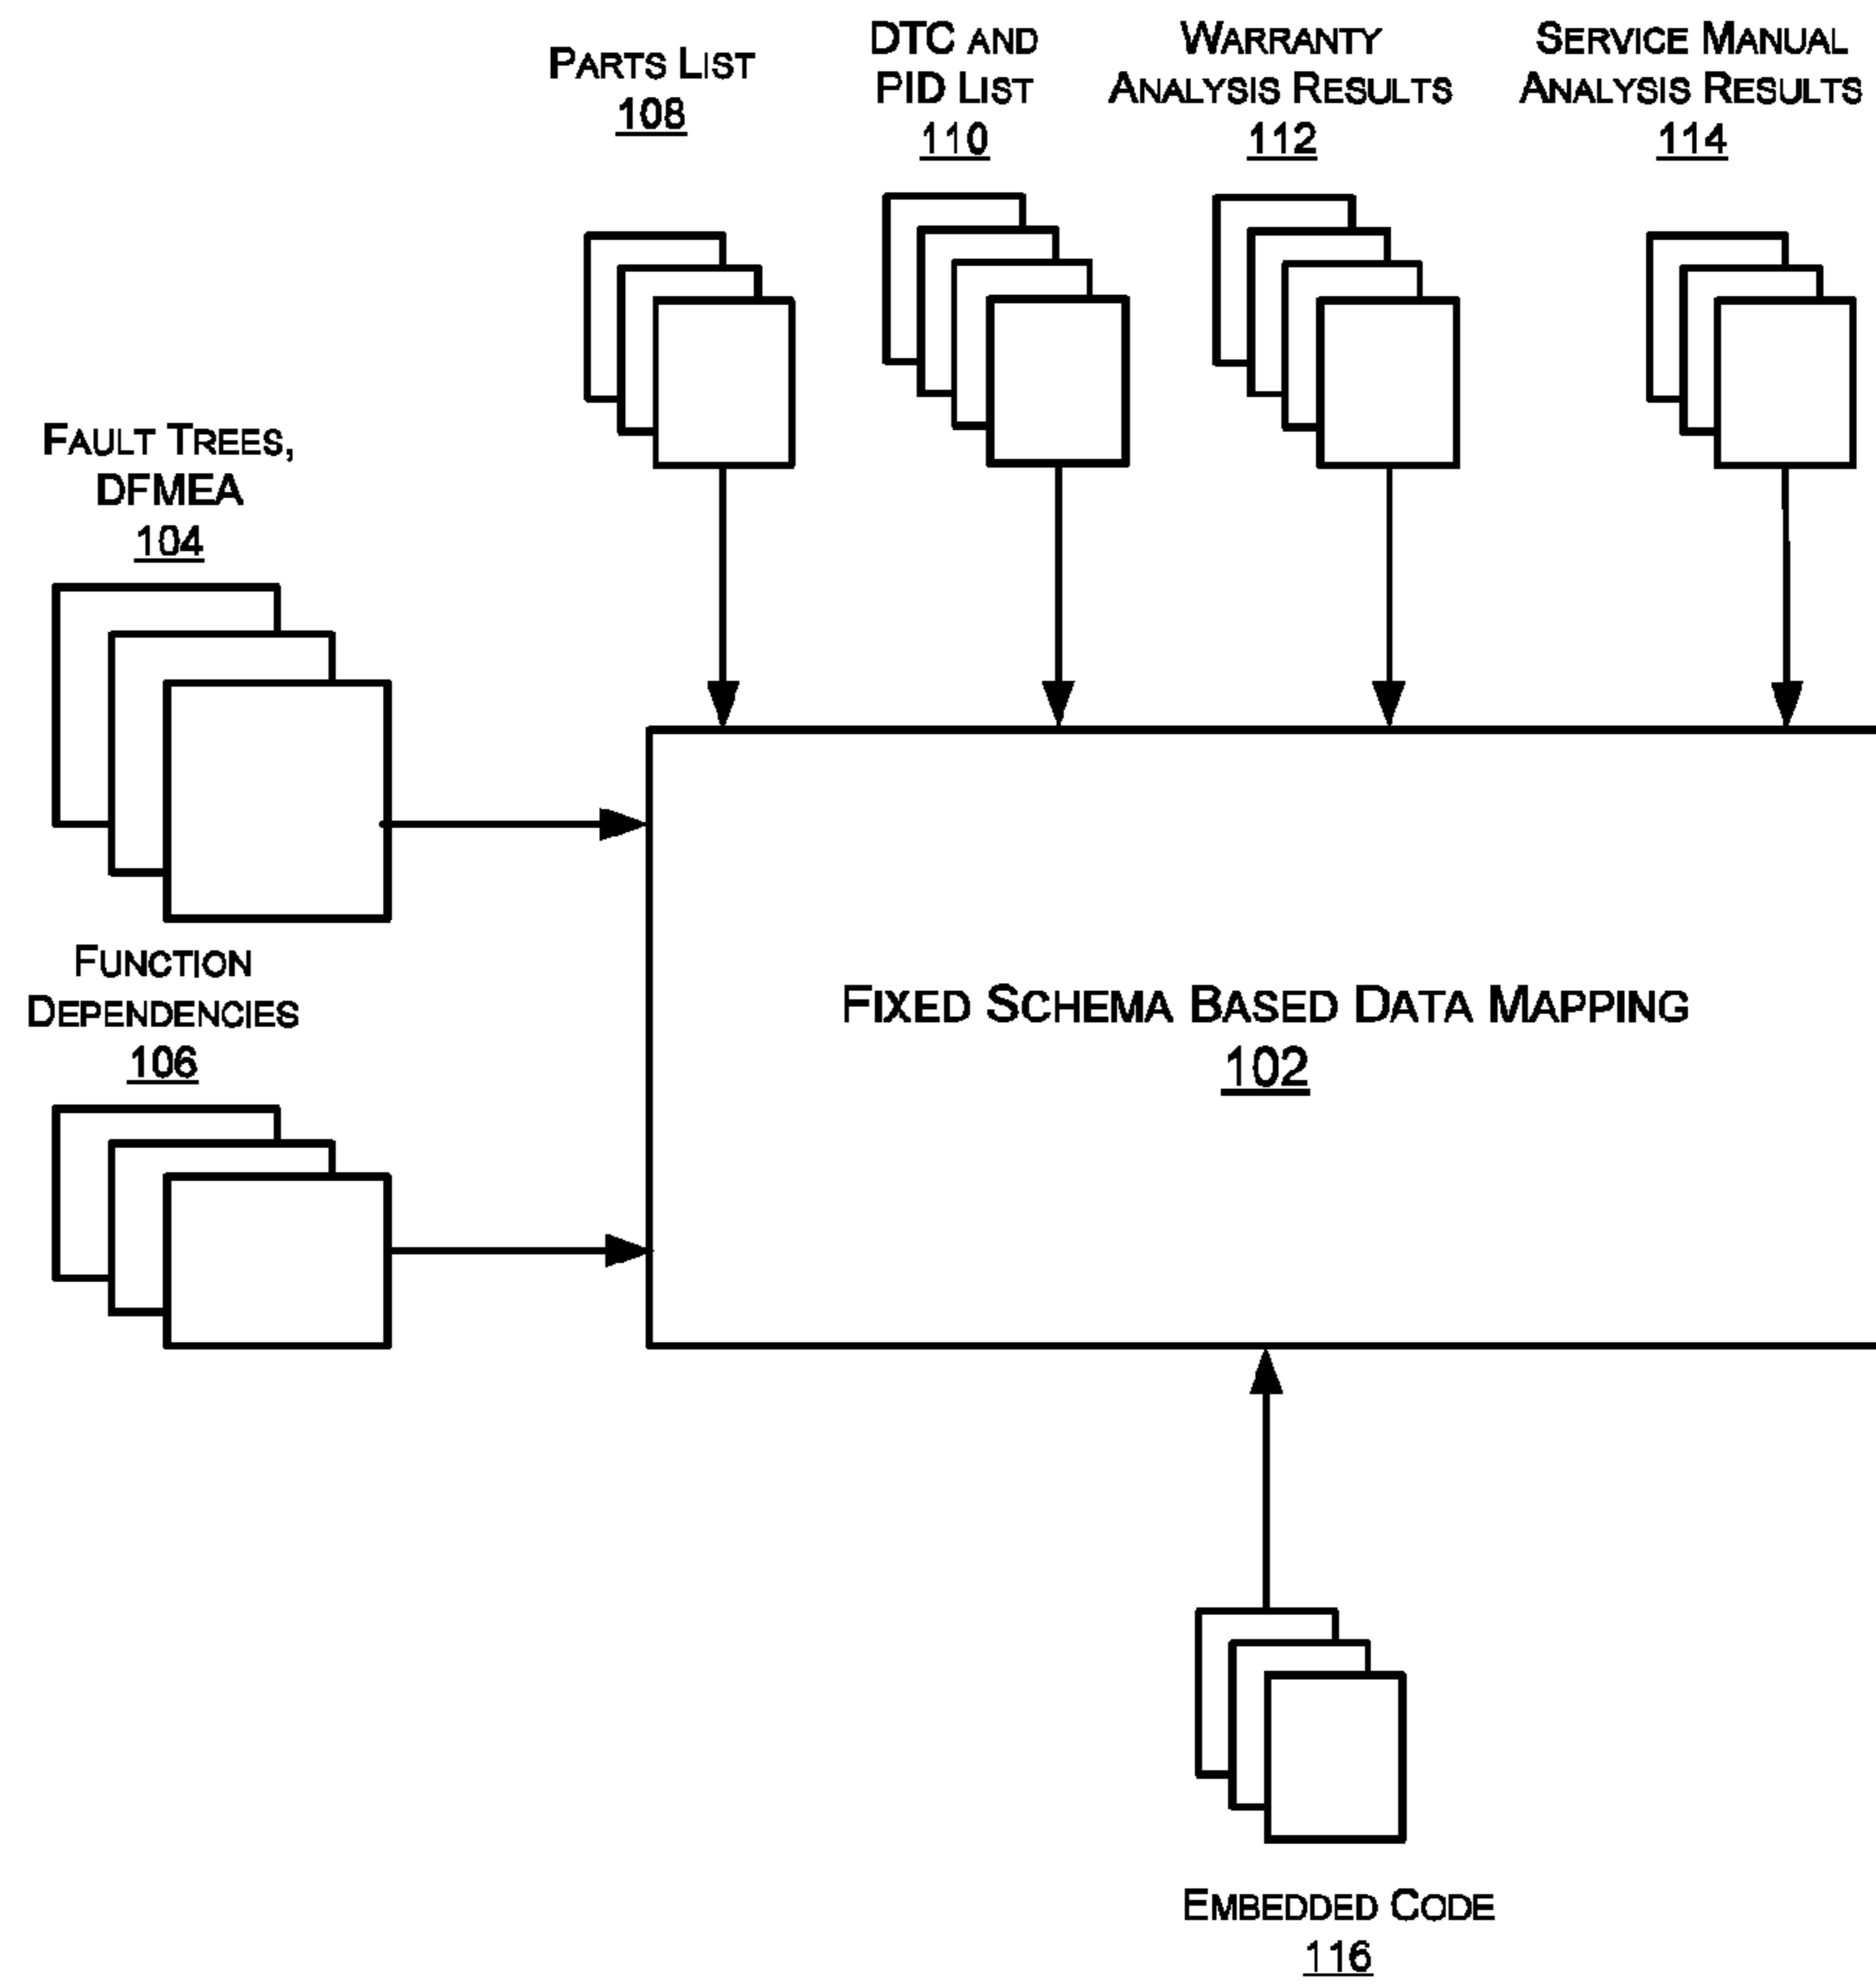 PARTS LIST
108
DTC AND
PID LIST
110
WARRANTY
ANALYSIS RESULTS
112
SERVICE MANUAL
ANALYSIS RESULTS
114
FAULT TREES,
DFMEA
104
FUNCTION
DEPENDENCIES
106
FIXED SCHEMA BASED DATA MAPPING
102
EMBEDDED CODE
116